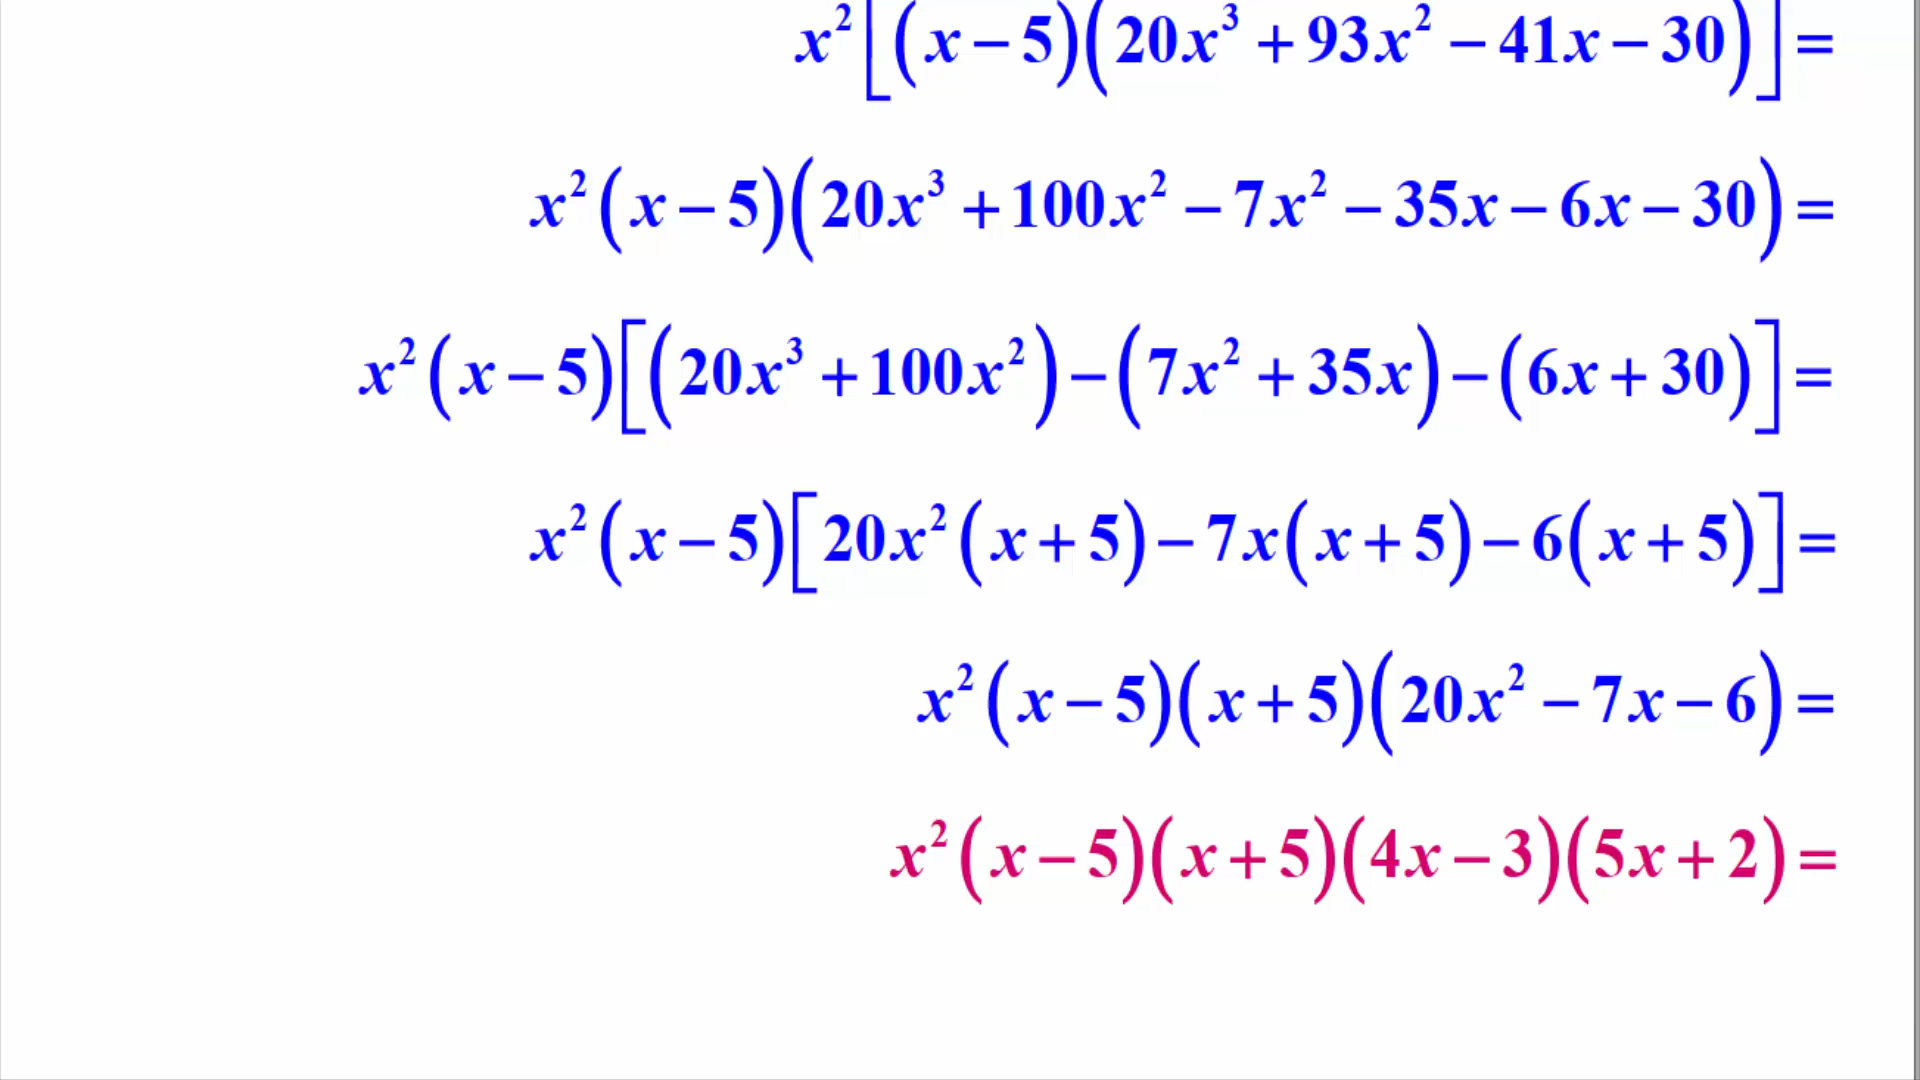 x²[(x−5)(20x³+93x²−41x−30)]=
x²(x−5)(20x³+100x²−7x²−35x−6x−30)=
x²(x−5)[(20x³+100x²)−(7x²+35x)−(6x+30)]=
x²(x−5)[20x²(x+5)−7x(x+5)−6(x+5)]=
x²(x−5)(x+5)(20x²−7x−6)=
x²(x−5)(x+5)(4x−3)(5x+2)=